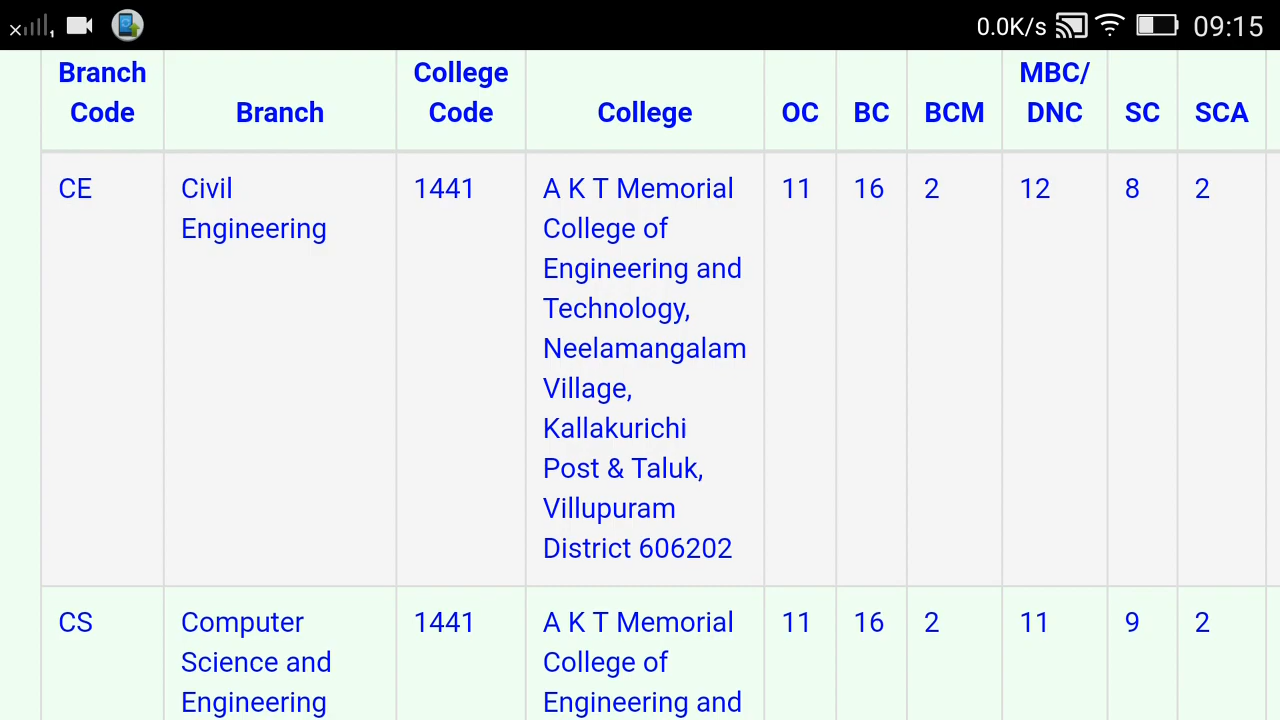 0.0K/s 09:15
Branch Code Branch College Code College OC BC BCM MBC/ DNC SC SCA
CE Civil Engineering 1441 A K T Memorial 11 16 2 12 8 2
College of
Engineering and
Technology,
Neelamangalam
Village,
Kallakurichi
Post & Taluk,
Villupuram
District 606202
CS Computer Science and Engineering 1441 A K T Memorial 11 16 2 11 9 2
College of
Engineering and